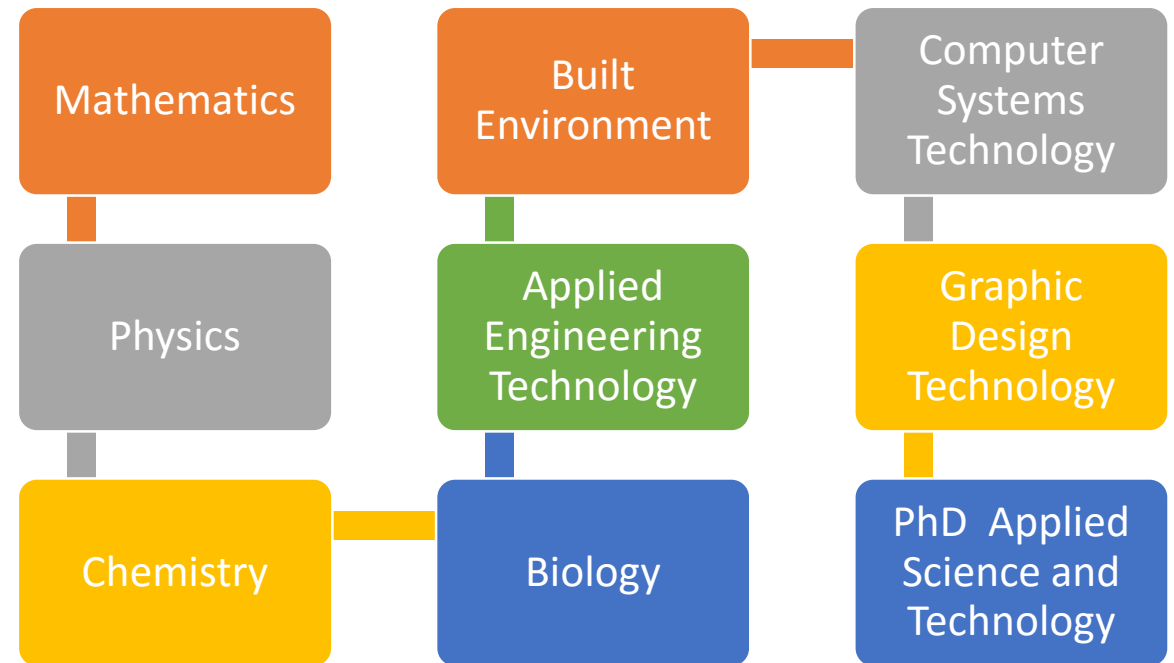 Mathematics
Physics
Chemistry
Biology
Applied
Engineering
Technology
Built
Environment
Computer
Systems
Technology
Graphic
Design
Technology
PhD  Applied
Science and
Technology